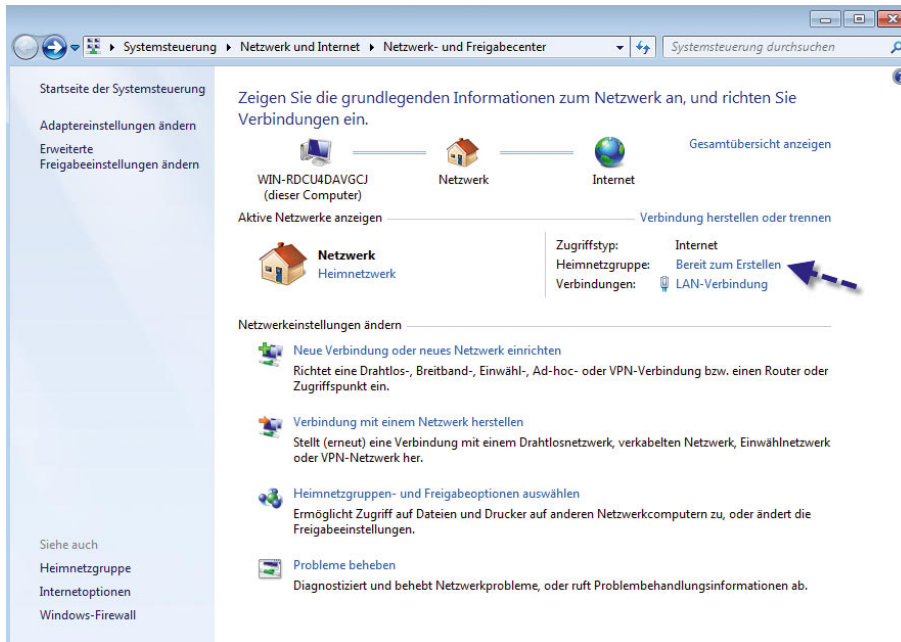 Systemsteuerung Netzwerk und Internet Netzwerk- und Freigabecenter Systemsteuerung durchsuchen
Startseite der Systemsteuerung
Adaptereinstellungen ändern
Erweiterte
Freigabeeinstellungen ändern
Zeigen Sie die grundlegenden Informationen zum Netzwerk an, und richten Sie
Verbindungen ein.
Gesamtübersicht anzeigen
WIN-RDCU4DAVGCJ Netzwerk Internet
(dieser Computer)
Aktive Netzwerke anzeigen Verbindung herstellen oder trennen
Netzwerk
Heimnetzwerk
Zugriffstyp: Internet
Heimnetzgruppe: Bereit zum Erstellen
Verbindungen: LAN-Verbindung
Netzwerkeinstellungen ändern
Neue Verbindung oder neues Netzwerk einrichten
Richtet eine Drahtlos-, Breitband-, Einwähl-, Ad-hoc- oder VPN-Verbindung bzw. einen Router oder
Zugriffspunkt ein.
Verbindung mit einem Netzwerk herstellen
Stellt (erneut) eine Verbindung mit einem Drahtlosnetzwerk, verkabelten Netzwerk, Einwählnetzwerk
oder VPN-Netzwerk her.
Heimnetzgruppen- und Freigabeoptionen auswählen
Ermöglicht Zugriff auf Dateien und Drucker auf anderen Netzwerkcomputern zu, oder ändert die
Freigabeeinstellungen.
Probleme beheben
Diagnostiziert und behebt Netzwerkprobleme, oder ruft Problembehandlungsinformationen ab.
Siehe auch
Heimnetzgruppe
Internetoptionen
Windows-Firewall